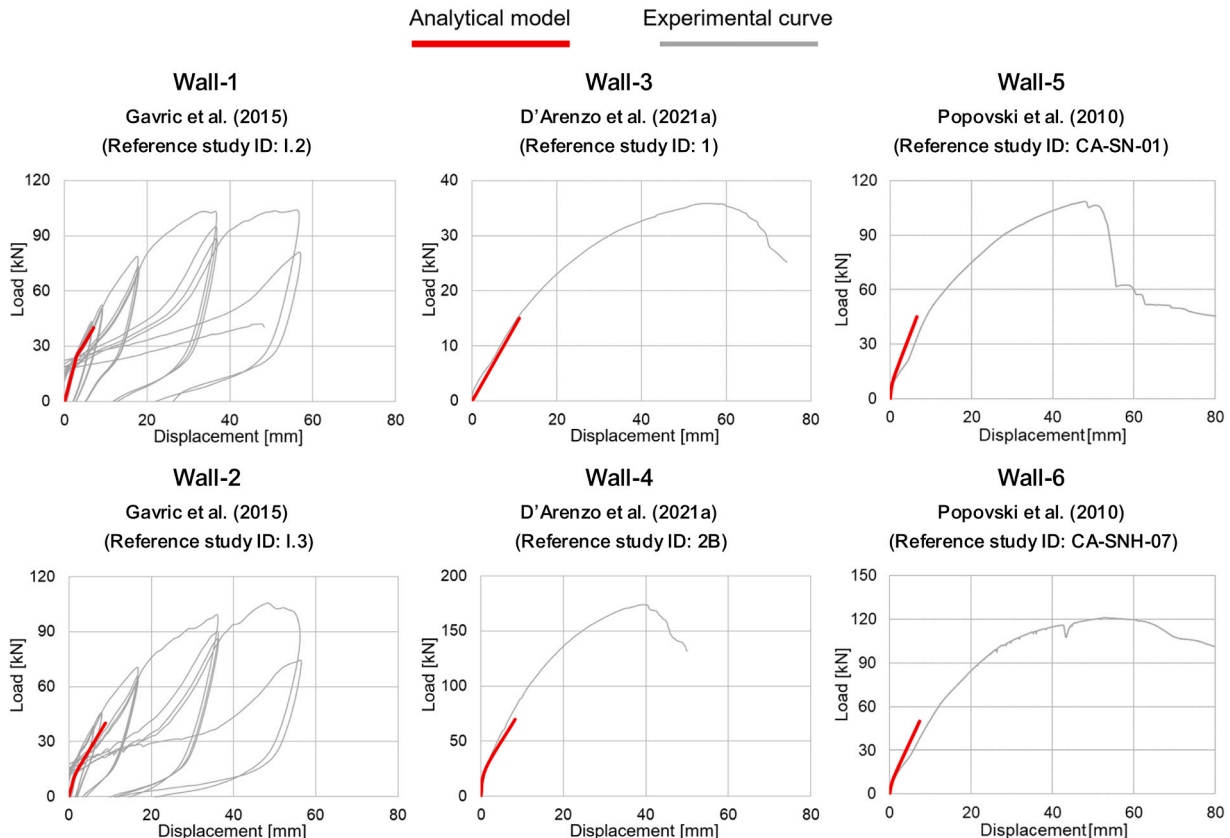 Analytical model
Experimental curve
Wall-1
Gavric et al. (2015)
(Reference study ID: I.2)
120
90
60
30
0
Load [kN]
0 20 40 60 80
Displacement [mm]
Wall-3
D'Arenzo et al. (2021a)
(Reference study ID: 1)
40
30
20
10
0
Load [kN]
0 20 40 60 80
Displacement [mm]
Wall-5
Popovski et al. (2010)
(Reference study ID: CA-SN-01)
120
90
60
30
0
Load [kN]
0 20 40 60 80
Displacement [mm]
Wall-2
Gavric et al. (2015)
(Reference study ID: I.3)
120
90
60
30
0
Load [kN]
0 20 40 60 80
Displacement [mm]
Wall-4
D'Arenzo et al. (2021a)
(Reference study ID: 2B)
200
150
100
50
0
Load [kN]
0 20 40 60 80
Displacement [mm]
Wall-6
Popovski et al. (2010)
(Reference study ID: CA-SNH-07)
150
120
90
60
30
0
Load [kN]
0 20 40 60 80
Displacement [mm]